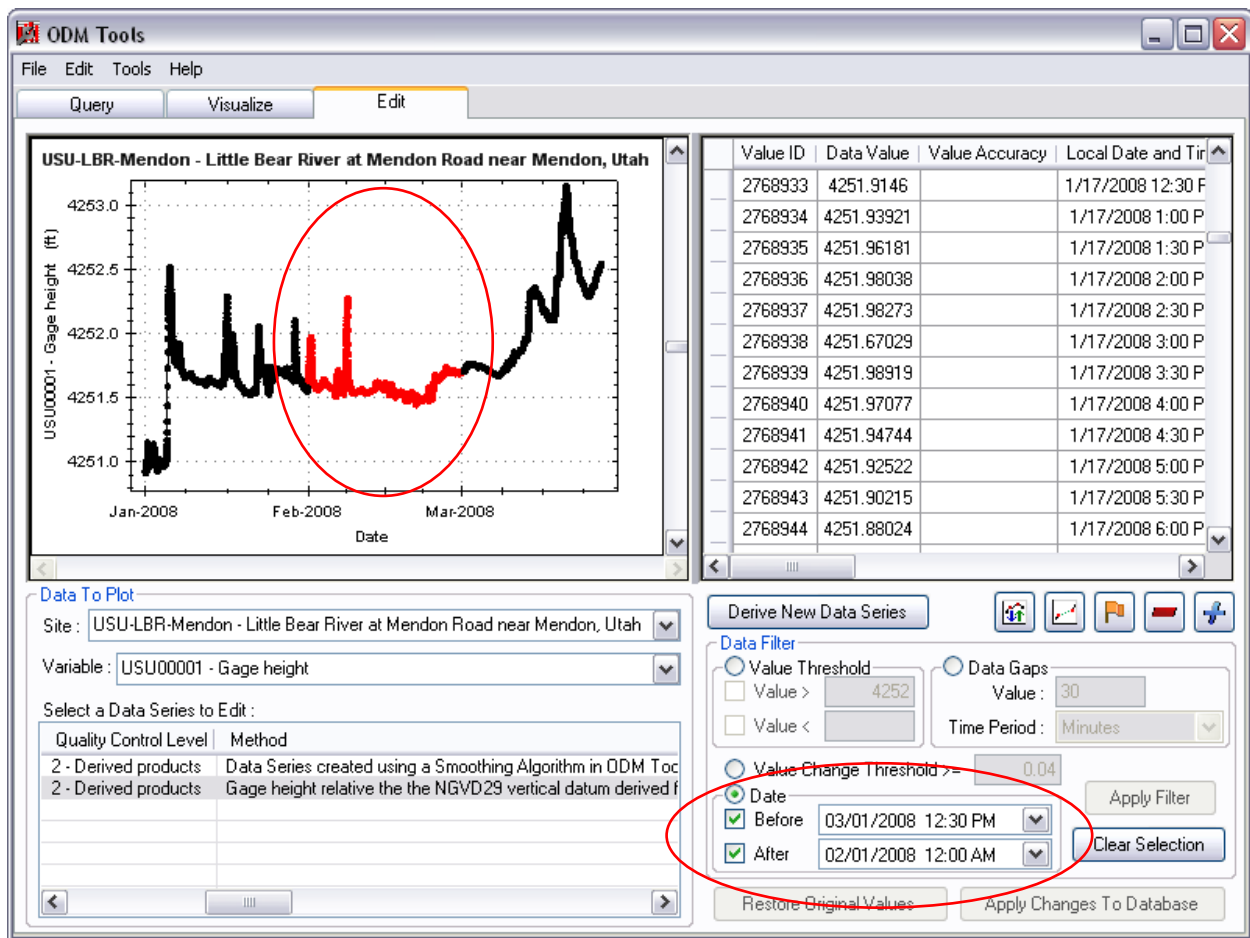 ODM Tools
File Edit Tools Help
Query Visualize Edit
USU-LBR-Mendon - Little Bear River at Mendon Road near Mendon, Utah
USU00001 - Gage height (ft)
4253.0
4252.5
4252.0
4251.5
4251.0
Jan-2008 Feb-2008 Mar-2008
Date
Value ID Data Value Value Accuracy Local Date and Tir
2768933 4251.9146 1/17/2008 12:30 F
2768934 4251.93921 1/17/2008 1:00 P
2768935 4251.96181 1/17/2008 1:30 P
2768936 4251.98038 1/17/2008 2:00 P
2768937 4251.98273 1/17/2008 2:30 P
2768938 4251.67029 1/17/2008 3:00 P
2768939 4251.98919 1/17/2008 3:30 P
2768940 4251.97077 1/17/2008 4:00 P
2768941 4251.94744 1/17/2008 4:30 P
2768942 4251.92522 1/17/2008 5:00 P
2768943 4251.90215 1/17/2008 5:30 P
2768944 4251.88024 1/17/2008 6:00 P
Data To Plot
Site : USU-LBR-Mendon - Little Bear River at Mendon Road near Mendon, Utah
Variable : USU00001 - Gage height
Select a Data Series to Edit :
Quality Control Level Method
2 - Derived products Data Series created using a Smoothing Algorithm in ODM Toc
2 - Derived products Gage height relative the the NGVD29 vertical datum derived f
Derive New Data Series
Data Filter
Value Threshold
Value > 4252
Value <
Data Gaps
Value : 30
Time Period : Minutes
Value Change Threshold >= 0.04
Date
Before 03/01/2008 12:30 PM
After 02/01/2008 12:00 AM
Apply Filter
Clear Selection
Restore Original Values
Apply Changes To Database